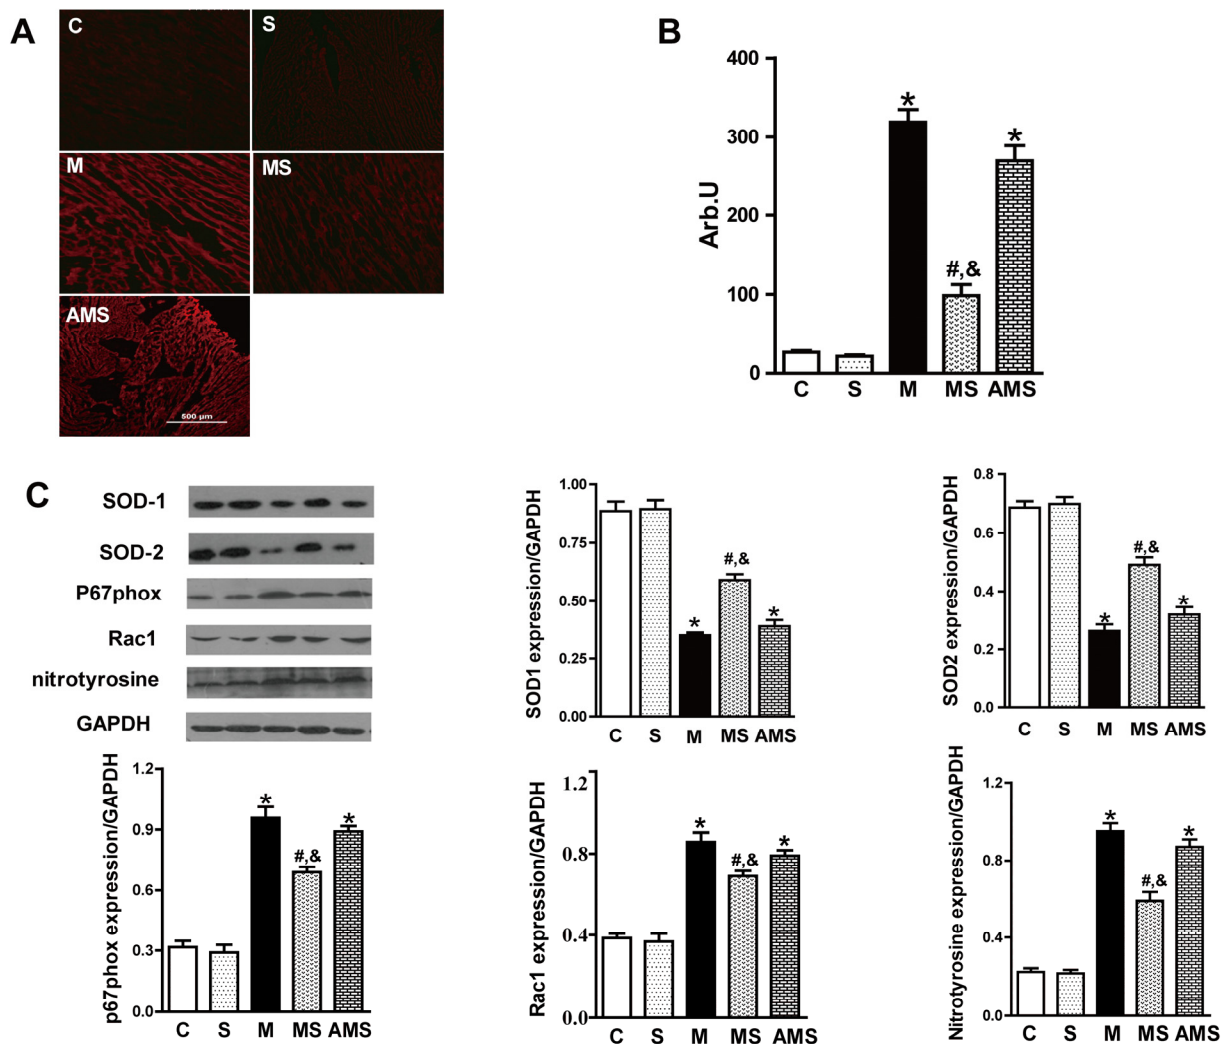 A
C
S
M
MS
AMS
500 μm
B
400
300
200
100
0
Arb.U
*
*
#,&
C S M MS AMS
C
SOD-1
SOD-2
P67phox
Rac1
nitrotyrosine
GAPDH
SOD1 expression/GAPDH
1.00
0.75
0.50
0.25
0.00
#,&
*
*
C S M MS AMS
SOD2 expression/GAPDH
0.8
0.6
0.4
0.2
0.0
#,&
*
*
C S M MS AMS
p67phox expression/GAPDH
1.2
0.9
0.6
0.3
0.0
*
*
#,&
C S M MS AMS
Rac1 expression/GAPDH
1.2
0.8
0.4
0.0
*
*
#,&
C S M MS AMS
Nitrotyrosine expression/GAPDH
1.2
0.8
0.4
0.0
*
*
#,&
C S M MS AMS